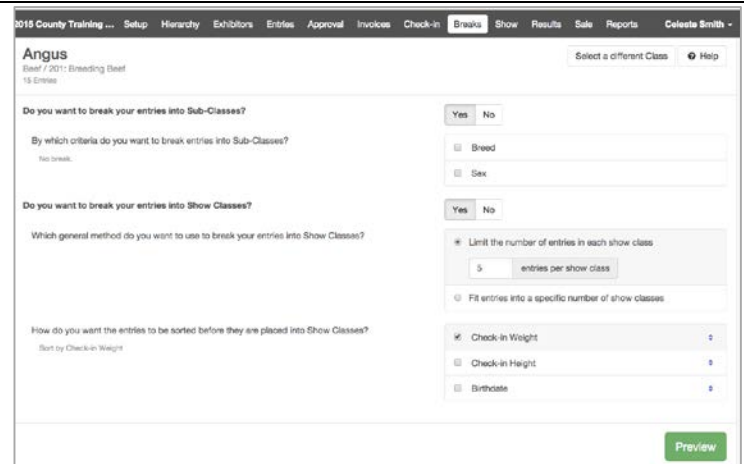 2015 County Training ... Setup Hierarchy Exhibitors Entries Approval Invoices Check-in Breaks Show Results Sale Reports Celeste Smith
Angus
Beef / 201: Breeding Beef
15 Entries
Select a different Class Help
Do you want to break your entries into Sub-Classes? Yes No
By which criteria do you want to break entries into Sub-Classes?
No break.
Breed
Sex
Do you want to break your entries into Show Classes? Yes No
Which general method do you want to use to break your entries into Show Classes?
Limit the number of entries in each show class
5 entries per show class
Fit entries into a specific number of show classes
How do you want the entries to be sorted before they are placed into Show Classes?
Sort by Check-in Weight
Check-in Weight
Check-in Height
Birthdate
Preview